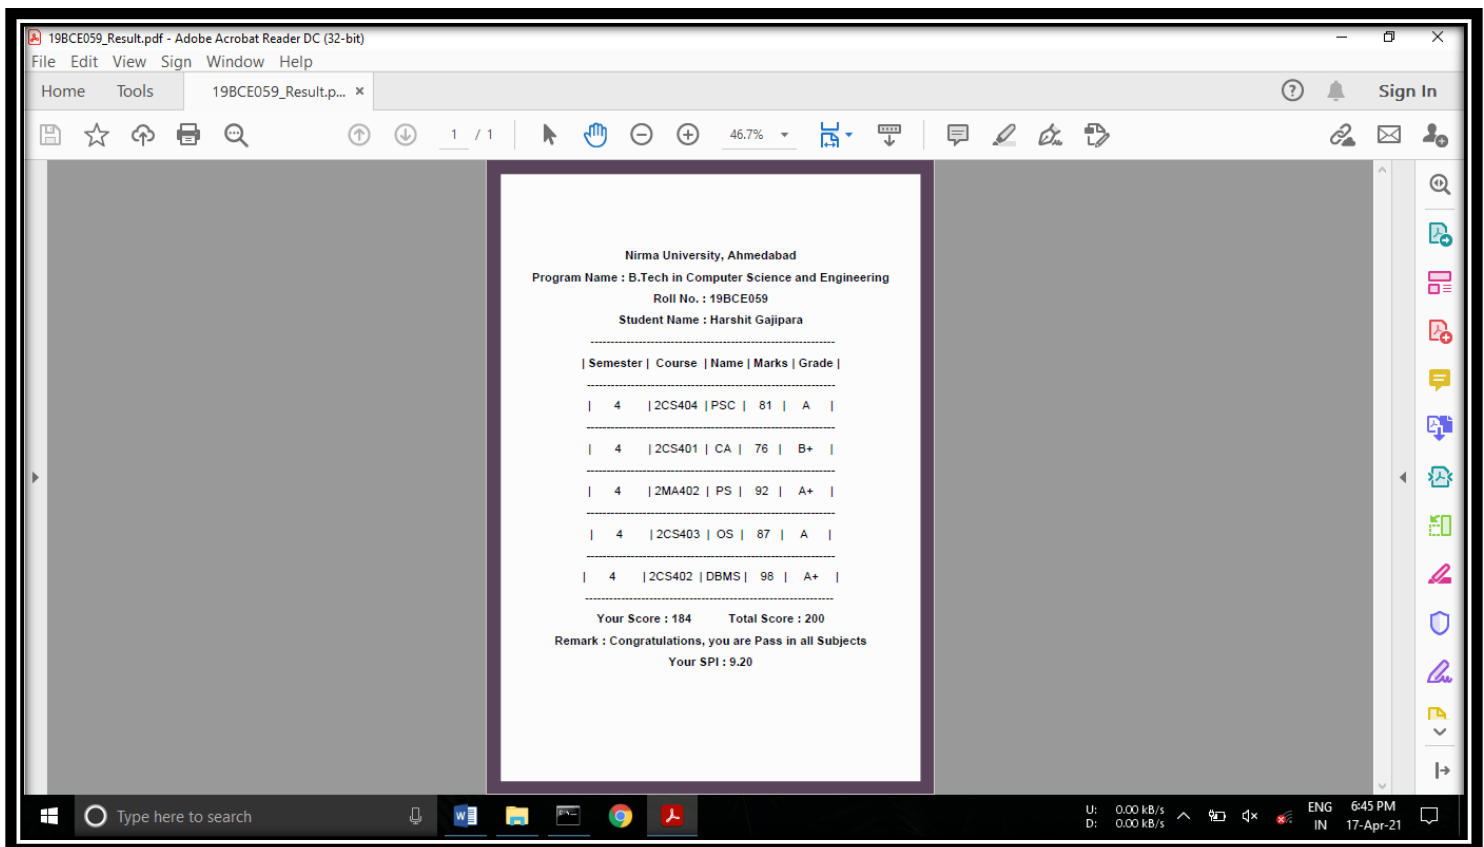 19BCE059_Result.pdf - Adobe Acrobat Reader DC (32-bit)
File Edit View Sign Window Help
Home Tools 19BCE059_Result.p... × Sign In
1 / 1 46.7%
Nirma University, Ahmedabad
Program Name : B.Tech in Computer Science and Engineering
Roll No. : 19BCE059
Student Name : Harshit Gajipara
--------------------------------------------------------------
| Semester | Course | Name | Marks | Grade |
--------------------------------------------------------------
| 4 | 2CS404 | PSC | 81 | A |
--------------------------------------------------------------
| 4 | 2CS401 | CA | 76 | B+ |
--------------------------------------------------------------
| 4 | 2MA402 | PS | 92 | A+ |
--------------------------------------------------------------
| 4 | 2CS403 | OS | 87 | A |
--------------------------------------------------------------
| 4 | 2CS402 | DBMS | 98 | A+ |
--------------------------------------------------------------
Your Score : 184 Total Score : 200
Remark : Congratulations, you are Pass in all Subjects
Your SPI : 9.20
Type here to search
U: 0.00 kB/s
D: 0.00 kB/s
ENG
IN
6:45 PM
17-Apr-21